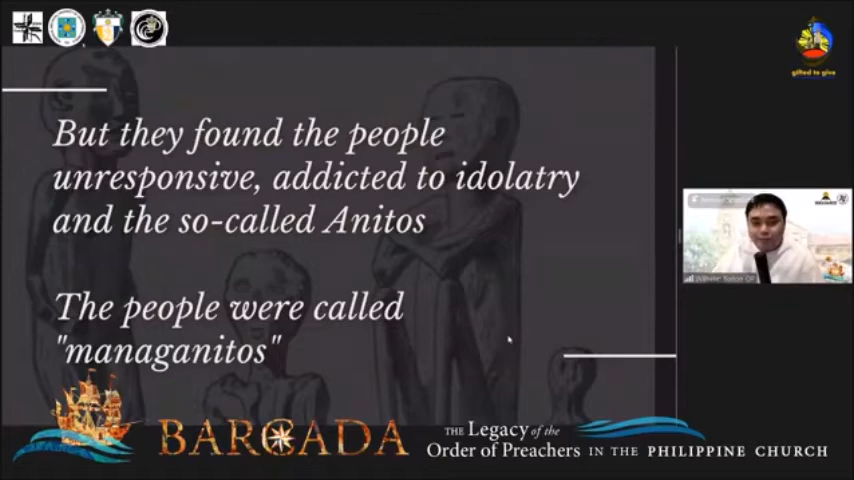 gifted to give
But they found the people
unresponsive, addicted to idolatry
and the so-called Anitos
The people were called
"managanitos"
BARCADA
THE Legacy of the
Order of Preachers IN THE PHILIPPINE CHURCH